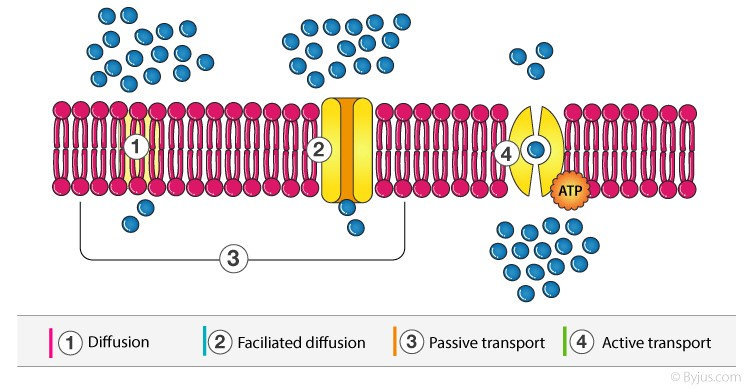 1
2
4
ATP
3
1 Diffusion
2 Faciliated diffusion
3 Passive transport
4 Active transport
© Byjus.com